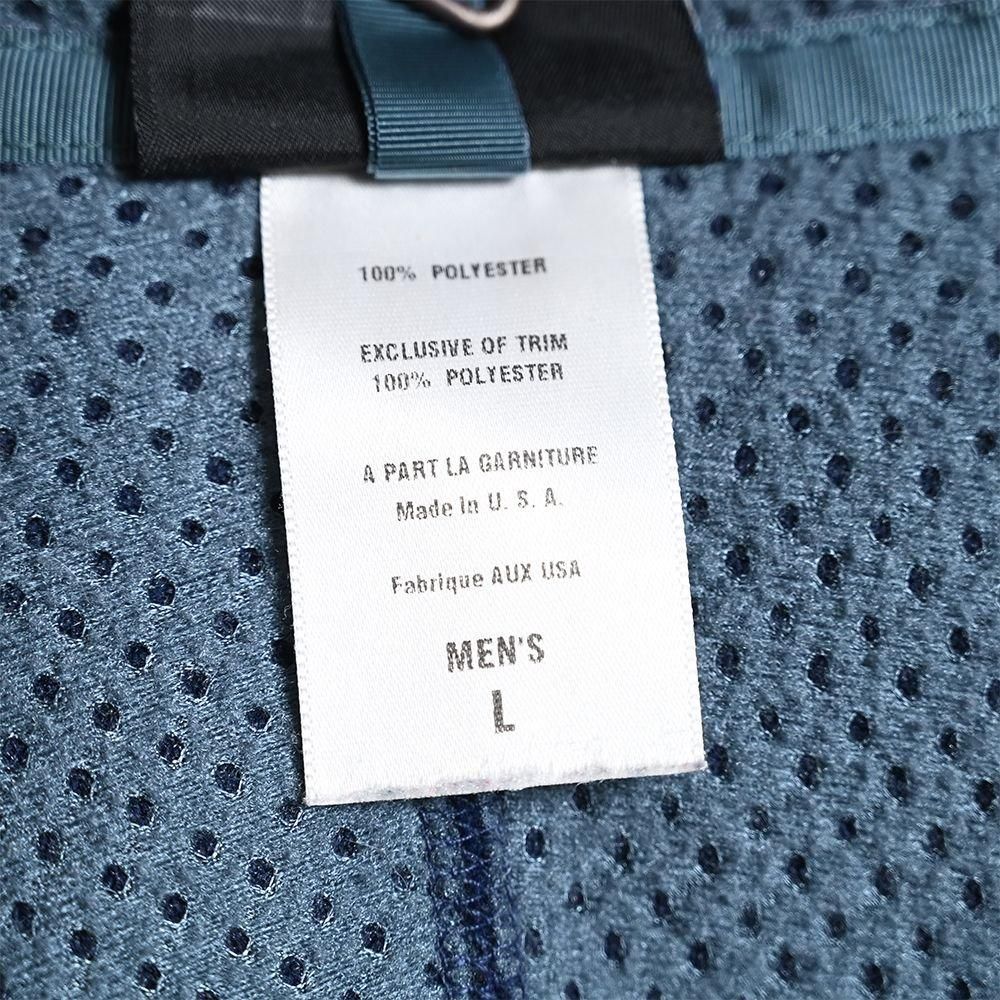 100% POLYESTER
EXCLUSIVE OF TRIM
100% POLYESTER
A PART LA GARNITURE
Made in U. S. A.
Fabrique AUX USA
MEN'S
L